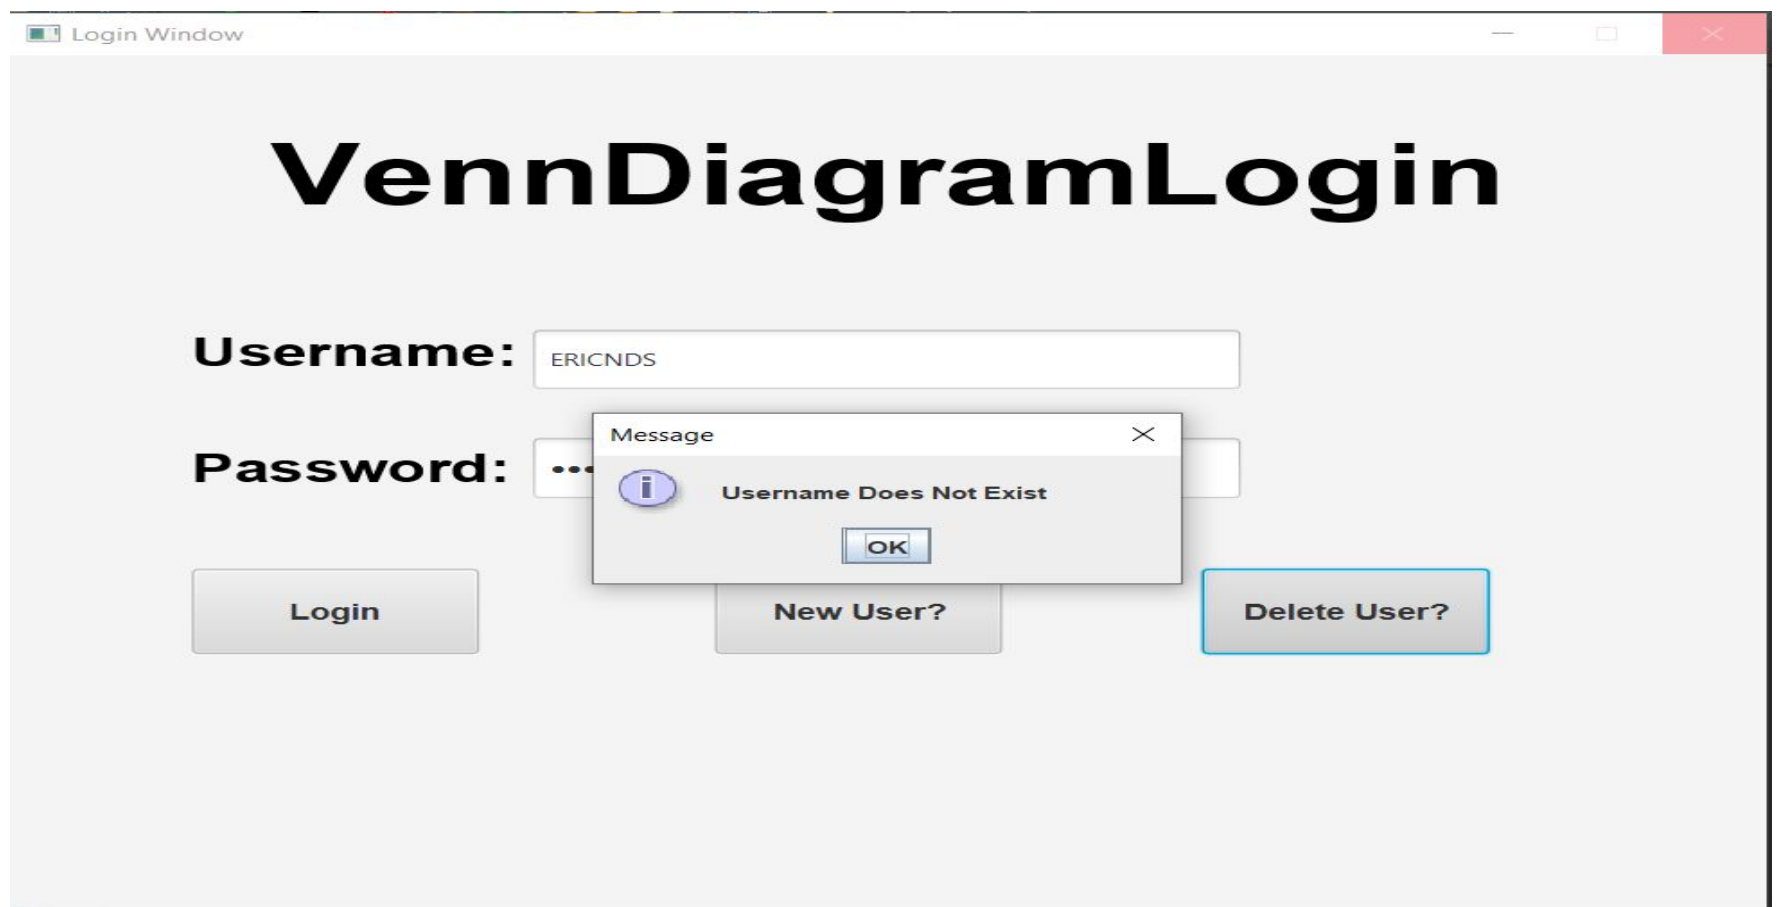 Login Window
VennDiagramLogin
Username: ERICNDS
Message
Password:
i
Username Does Not Exist
OK
Login New User? Delete User?